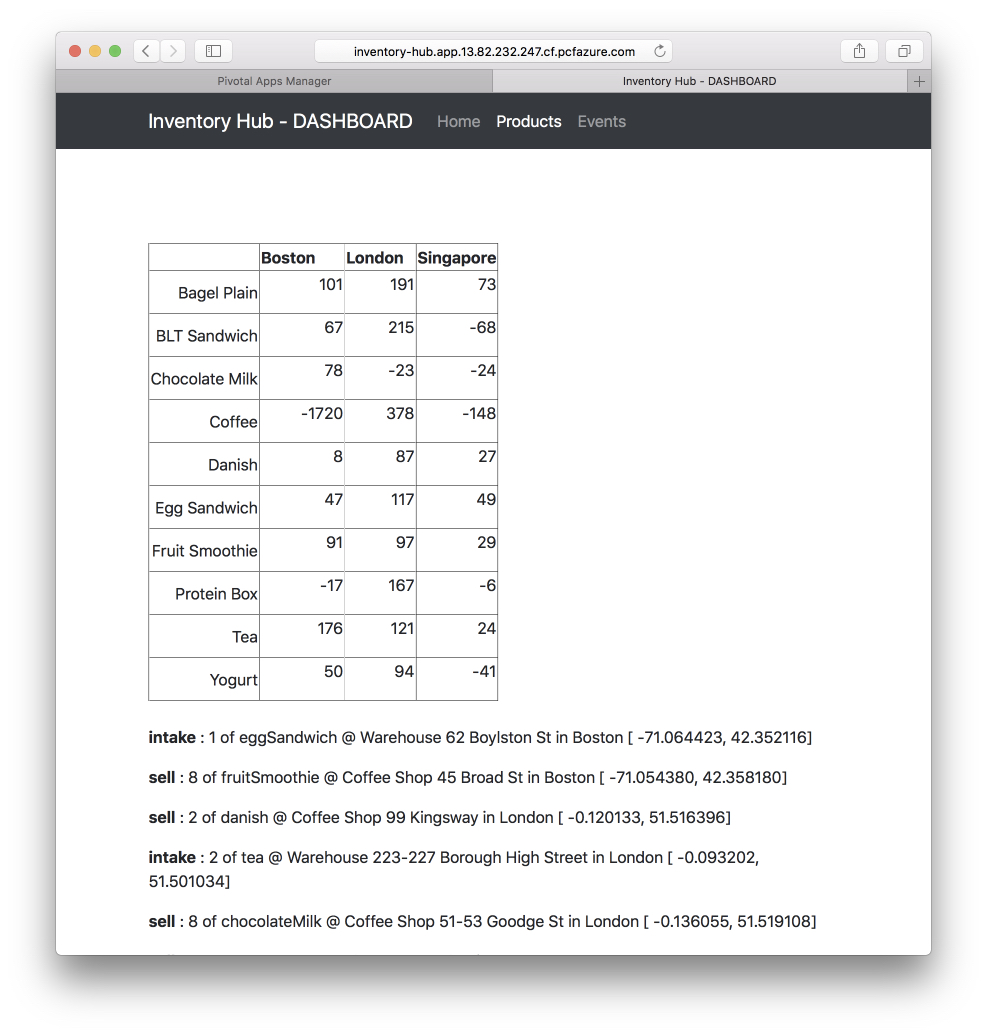 inventory-hub.app.13.82.232.247.cf.pcfazure.com
Pivotal Apps Manager Inventory Hub - DASHBOARD +
Inventory Hub - DASHBOARD Home Products Events
Boston London Singapore
Bagel Plain 101 191 73
BLT Sandwich 67 215 -68
Chocolate Milk 78 -23 -24
Coffee -1720 378 -148
Danish 8 87 27
Egg Sandwich 47 117 49
Fruit Smoothie 91 97 29
Protein Box -17 167 -6
Tea 176 121 24
Yogurt 50 94 -41
intake : 1 of eggSandwich @ Warehouse 62 Boylston St in Boston [ -71.064423, 42.352116]
sell : 8 of fruitSmoothie @ Coffee Shop 45 Broad St in Boston [ -71.054380, 42.358180]
sell : 2 of danish @ Coffee Shop 99 Kingsway in London [ -0.120133, 51.516396]
intake : 2 of tea @ Warehouse 223-227 Borough High Street in London [ -0.093202,
51.501034]
sell : 8 of chocolateMilk @ Coffee Shop 51-53 Goodge St in London [ -0.136055, 51.519108]